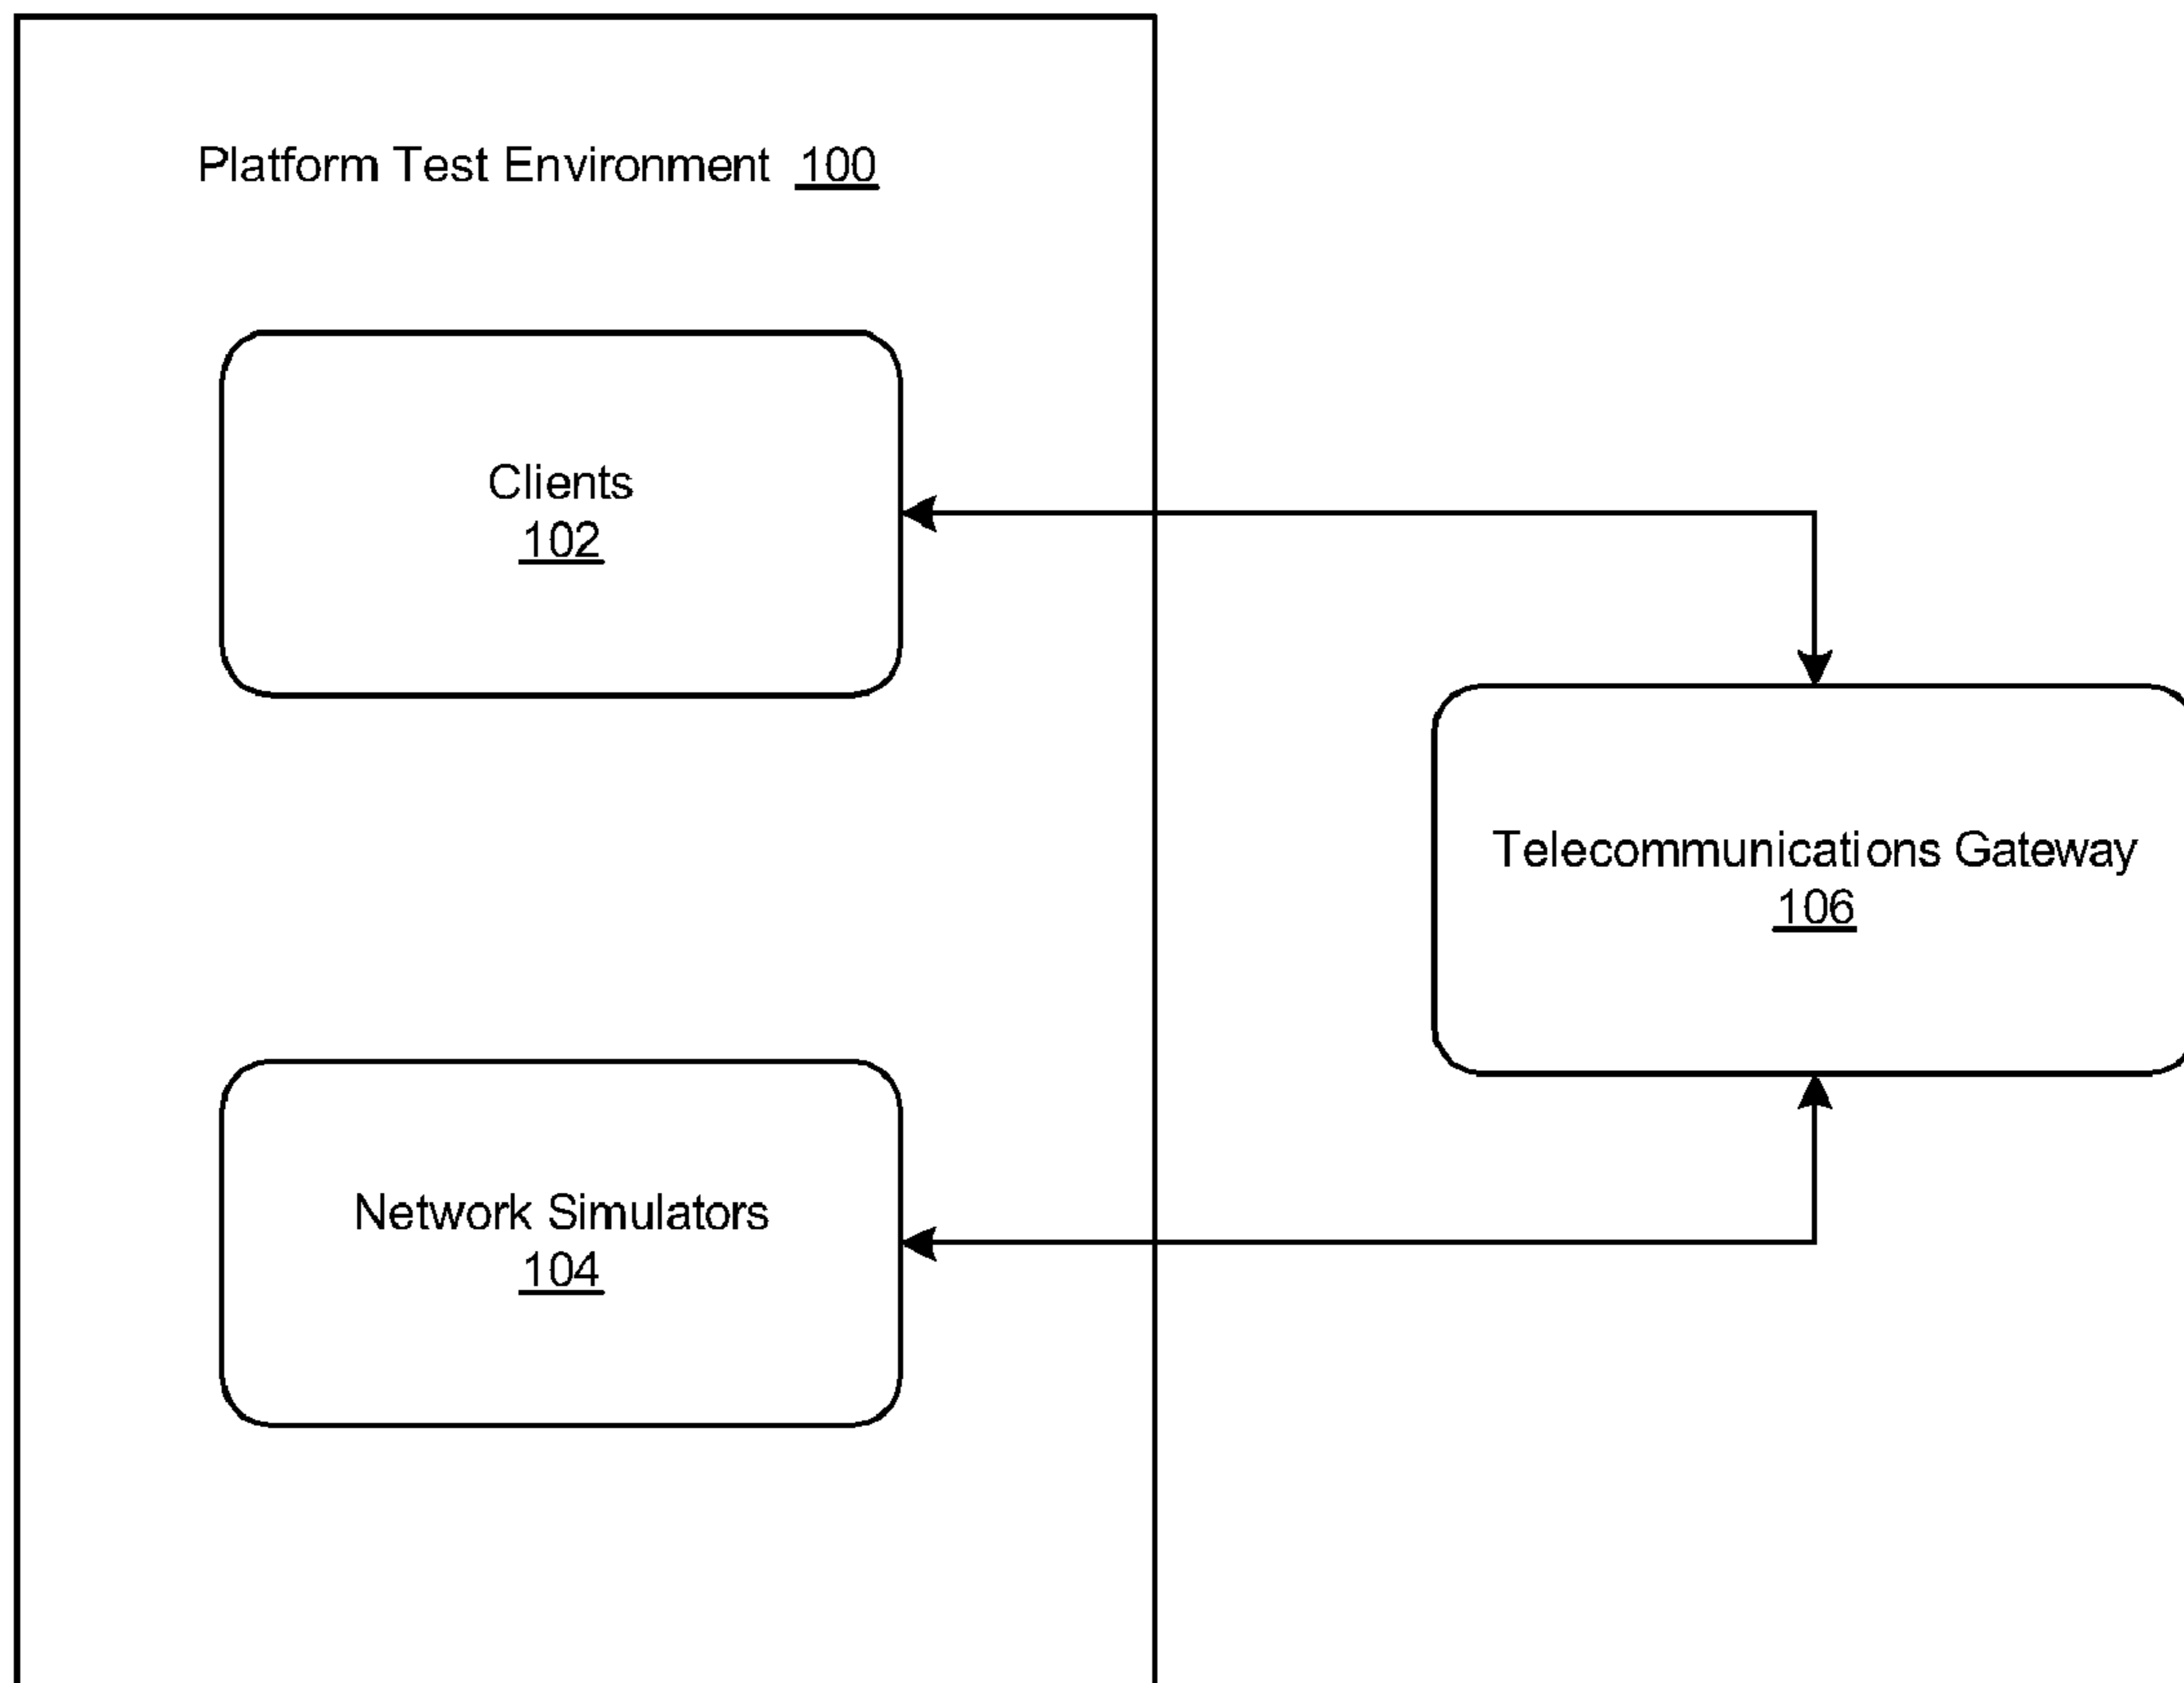 Platform Test Environment 100
Clients
102
Telecommunications Gateway
106
Network Simulators
104